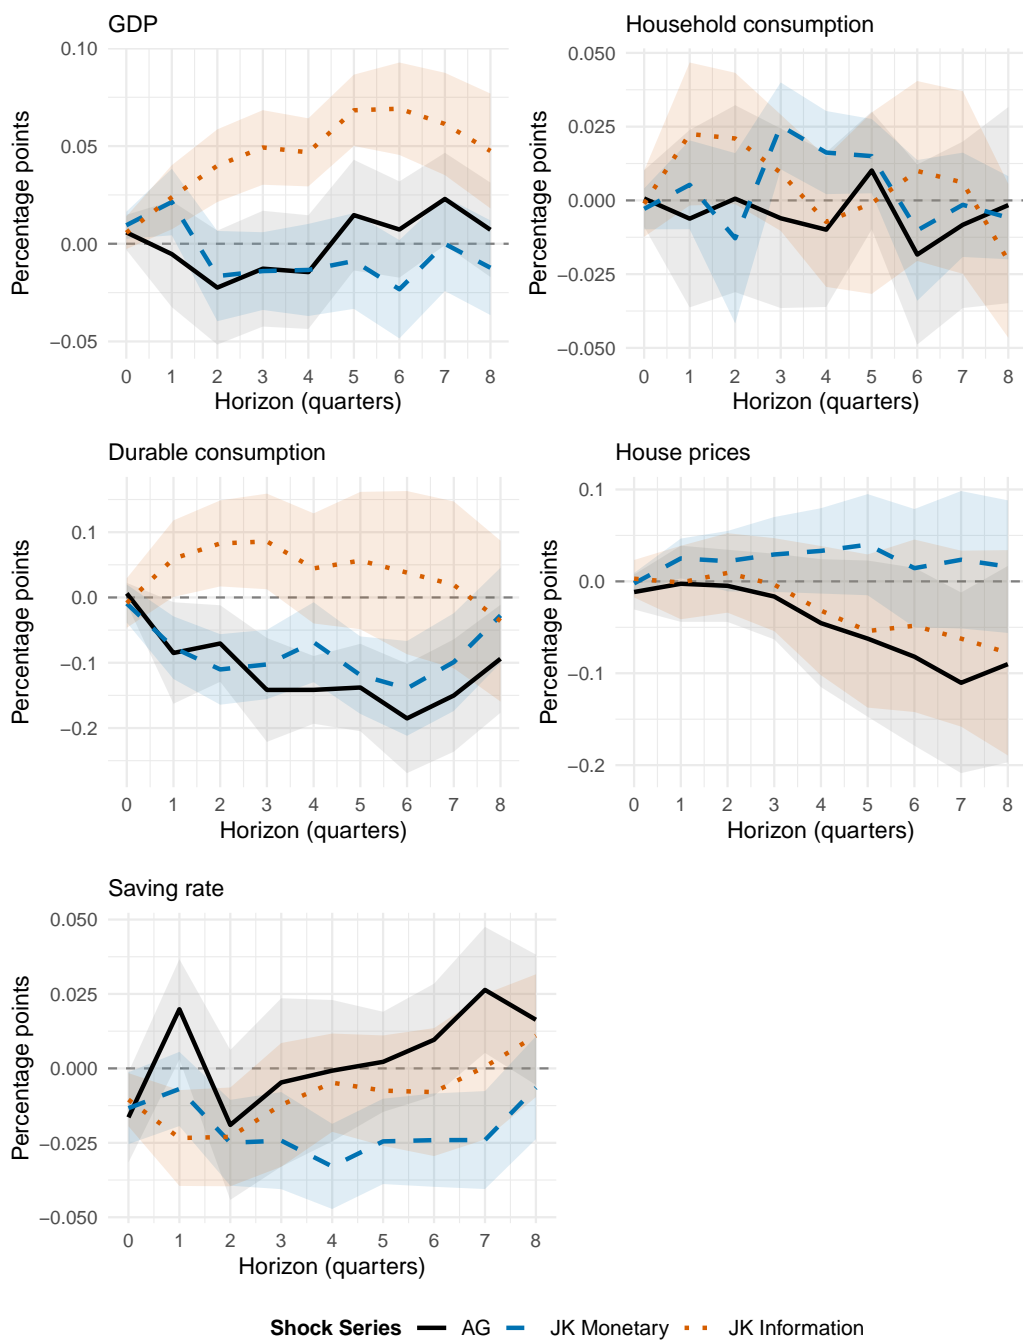 GDP
Percentage points
0.10
0.05
0.00
−0.05
0 1 2 3 4 5 6 7 8
Horizon (quarters)
Household consumption
Percentage points
0.050
0.025
0.000
−0.025
−0.050
0 1 2 3 4 5 6 7 8
Horizon (quarters)
Durable consumption
Percentage points
0.1
0.0
−0.1
−0.2
0 1 2 3 4 5 6 7 8
Horizon (quarters)
House prices
Percentage points
0.1
0.0
−0.1
−0.2
0 1 2 3 4 5 6 7 8
Horizon (quarters)
Saving rate
Percentage points
0.050
0.025
0.000
−0.025
−0.050
0 1 2 3 4 5 6 7 8
Horizon (quarters)
Shock Series AG JK Monetary JK Information